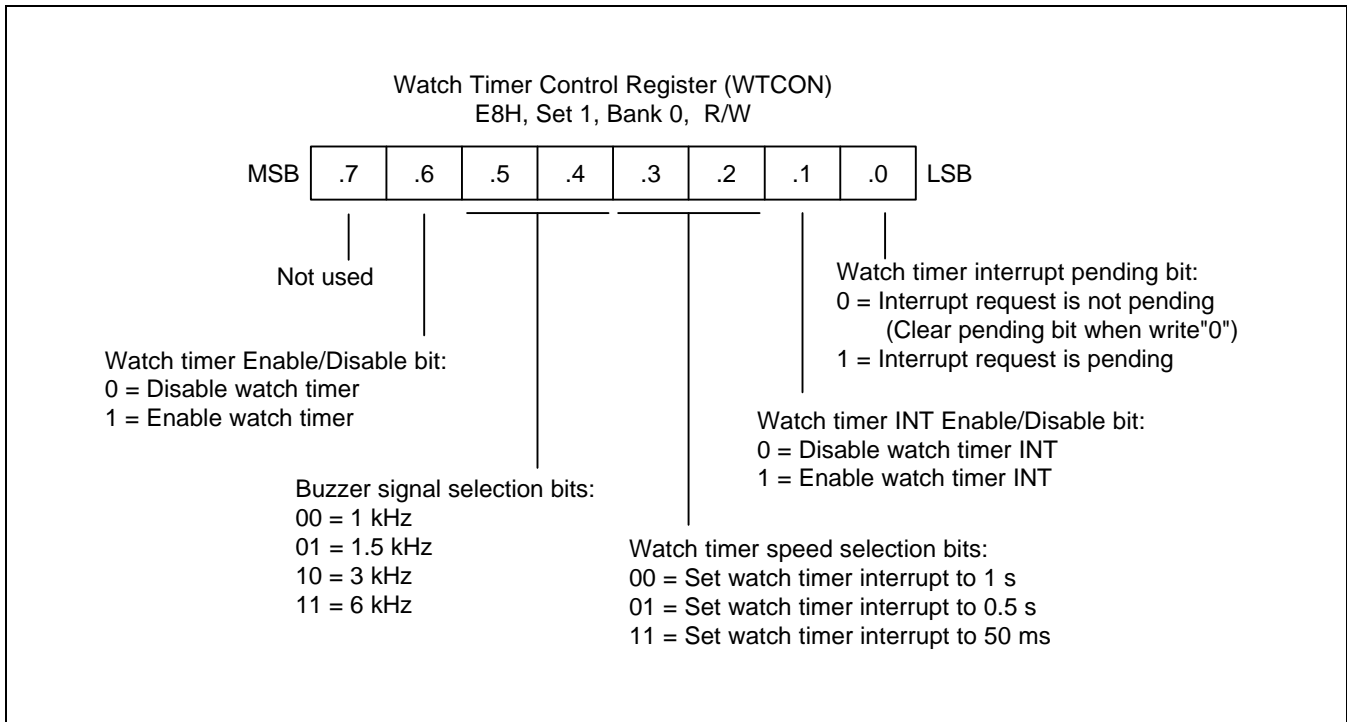 Watch Timer Control Register (WTCON)
E8H, Set 1, Bank 0, R/W
MSB .7 .6 .5 .4 .3 .2 .1 .0 LSB
Not used
Watch timer Enable/Disable bit:
0 = Disable watch timer
1 = Enable watch timer
Buzzer signal selection bits:
00 = 1 kHz
01 = 1.5 kHz
10 = 3 kHz
11 = 6 kHz
Watch timer speed selection bits:
00 = Set watch timer interrupt to 1 s
01 = Set watch timer interrupt to 0.5 s
11 = Set watch timer interrupt to 50 ms
Watch timer INT Enable/Disable bit:
0 = Disable watch timer INT
1 = Enable watch timer INT
Watch timer interrupt pending bit:
0 = Interrupt request is not pending
(Clear pending bit when write"0")
1 = Interrupt request is pending